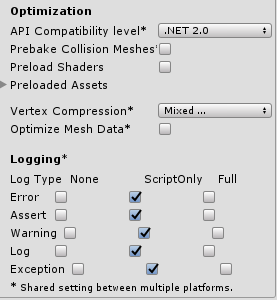 Optimization
API Compatibility level* .NET 2.0
Prebake Collision Meshes*
Preload Shaders
Preloaded Assets
Vertex Compression* Mixed ...
Optimize Mesh Data*
Logging*
Log Type None ScriptOnly Full
Error
Assert
Warning
Log
Exception
* Shared setting between multiple platforms.